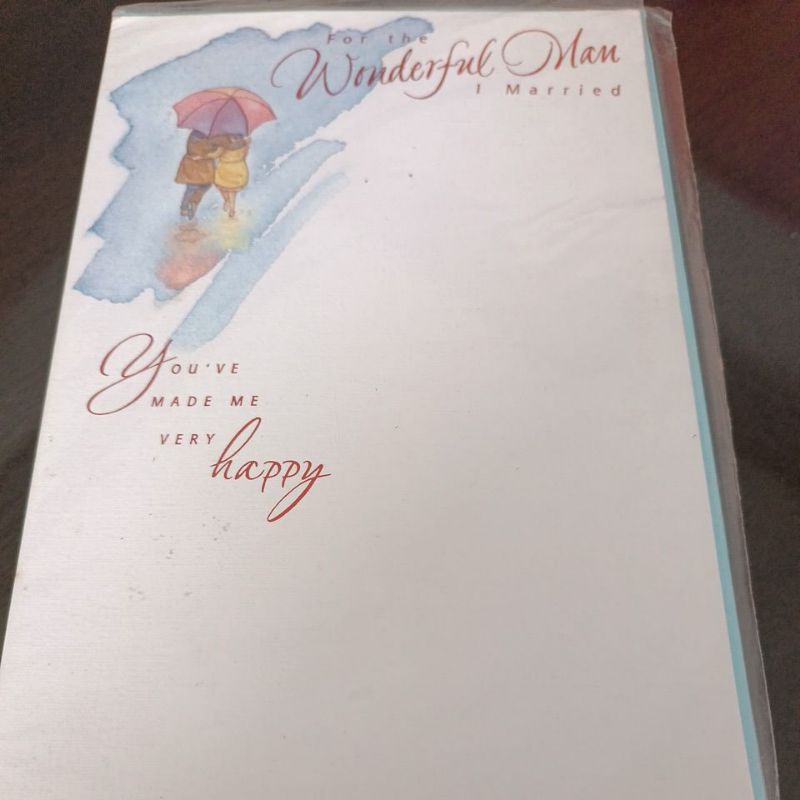 For the
Wonderful Man
I Married
You've
MADE ME
VERY happy